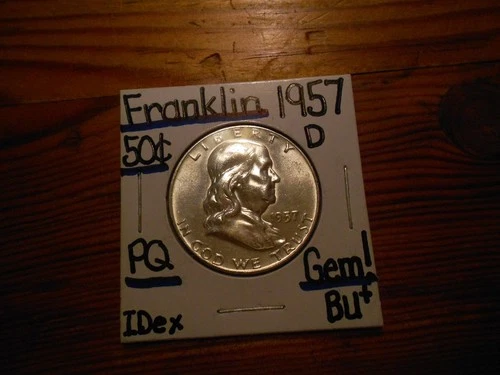 Franklin 1957
50¢ D
LIBERTY
1957
IN GOD WE TRUST
PQ Gem!
IDex BU+